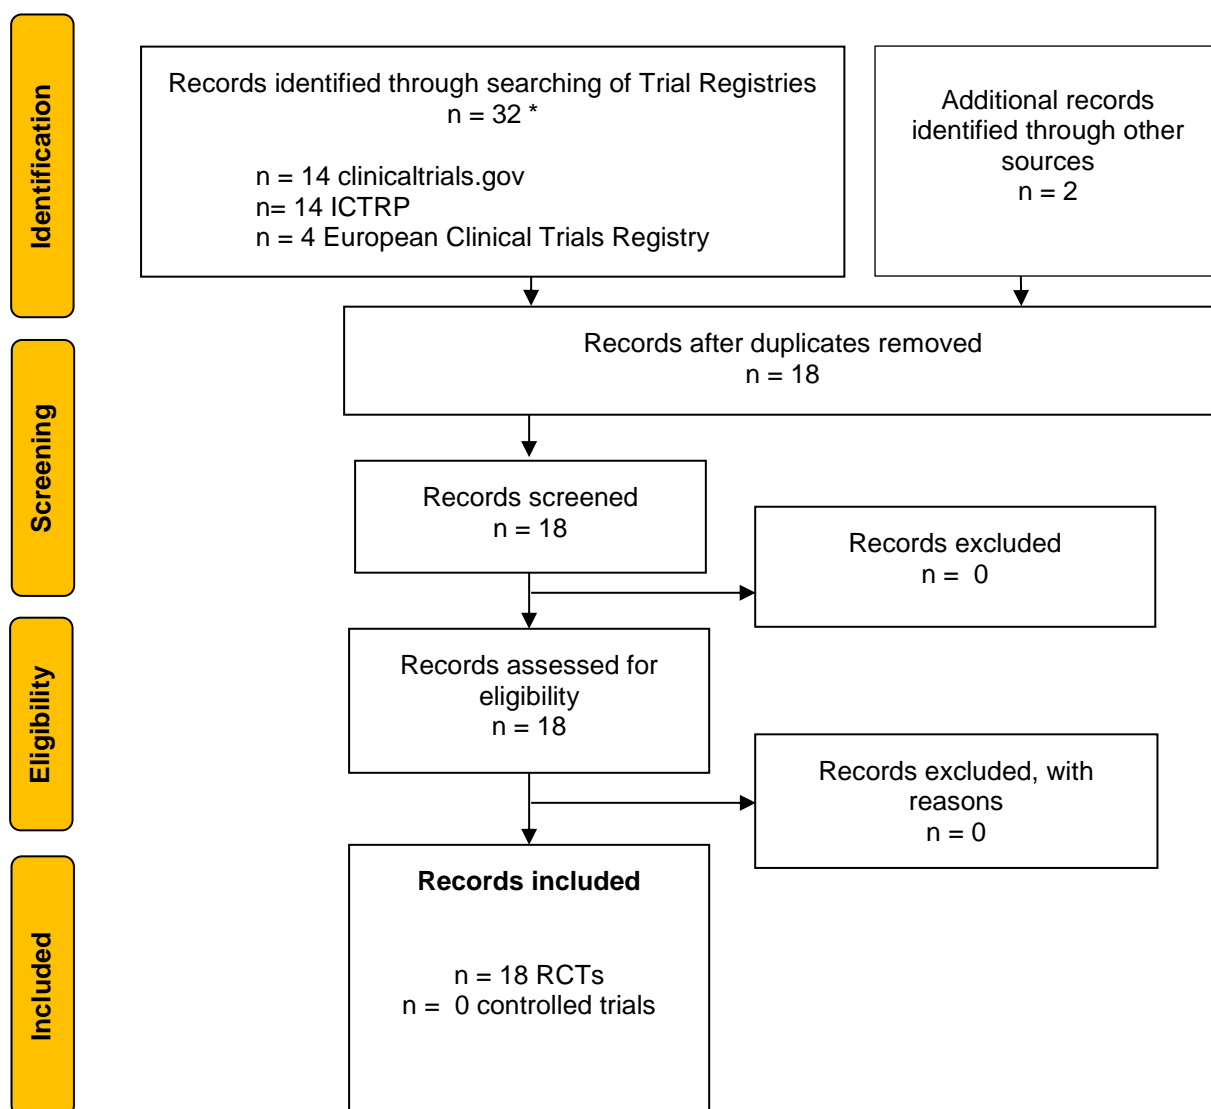 Identification
Records identified through searching of Trial Registries
n = 32 *
n = 14 clinicaltrials.gov
n= 14 ICTRP
n = 4 European Clinical Trials Registry
Additional records
identified through other
sources
n = 2
Records after duplicates removed
n = 18
Screening
Records screened
n = 18
Records excluded
n =  0
Eligibility
Records assessed for
eligibility
n = 18
Records excluded, with
reasons
n = 0
Included
Records included
n = 18 RCTs
n =  0 controlled trials